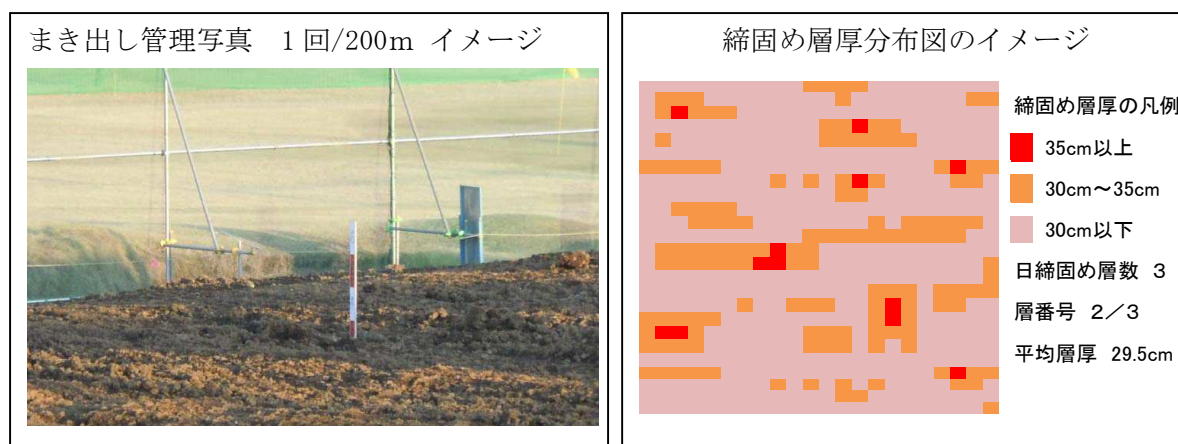 まき出し管理写真 1回/200m イメージ
締固め層厚分布図のイメージ
締固め層厚の凡例
35cm以上
30cm~35cm
30cm以下
日締固め層数 3
層番号 2/3
平均層厚 29.5cm